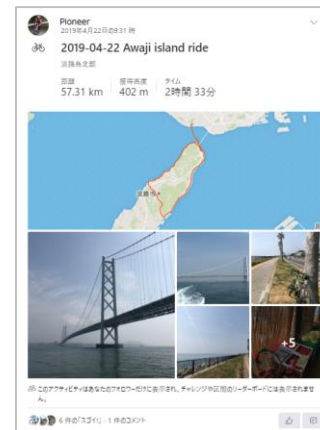 Pioneer
2019年4月22日の9:31 時
2019-04-22 Awaji island ride
淡路島北部
距離 獲得高度 タイム
57.31 km 402 m 2時間 33分
淡路市
+5
このアクティビティはあなたのフォロワーだけに表示され、チャレンジや区間のリーダーボードには表示されませ
ん。
6 件の「スゴイ!」 · 1 件のコメント